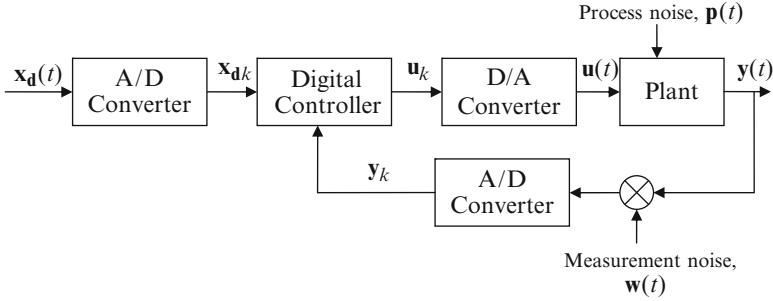 Process noise, p(t)
x_d(t)
A/D
Converter
x_dk
Digital
Controller
u_k
D/A
Converter
u(t)
Plant
y(t)
y_k
A/D
Converter
Measurement noise,
w(t)